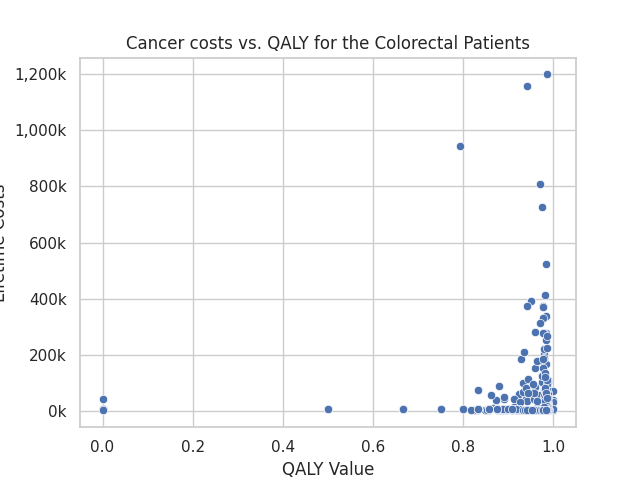 Cancer costs vs. QALY for the Colorectal Patients
1,200k
1,000k
800k
600k
400k
200k
0k
Lifetime Costs
0.0 0.2 0.4 0.6 0.8 1.0
QALY Value